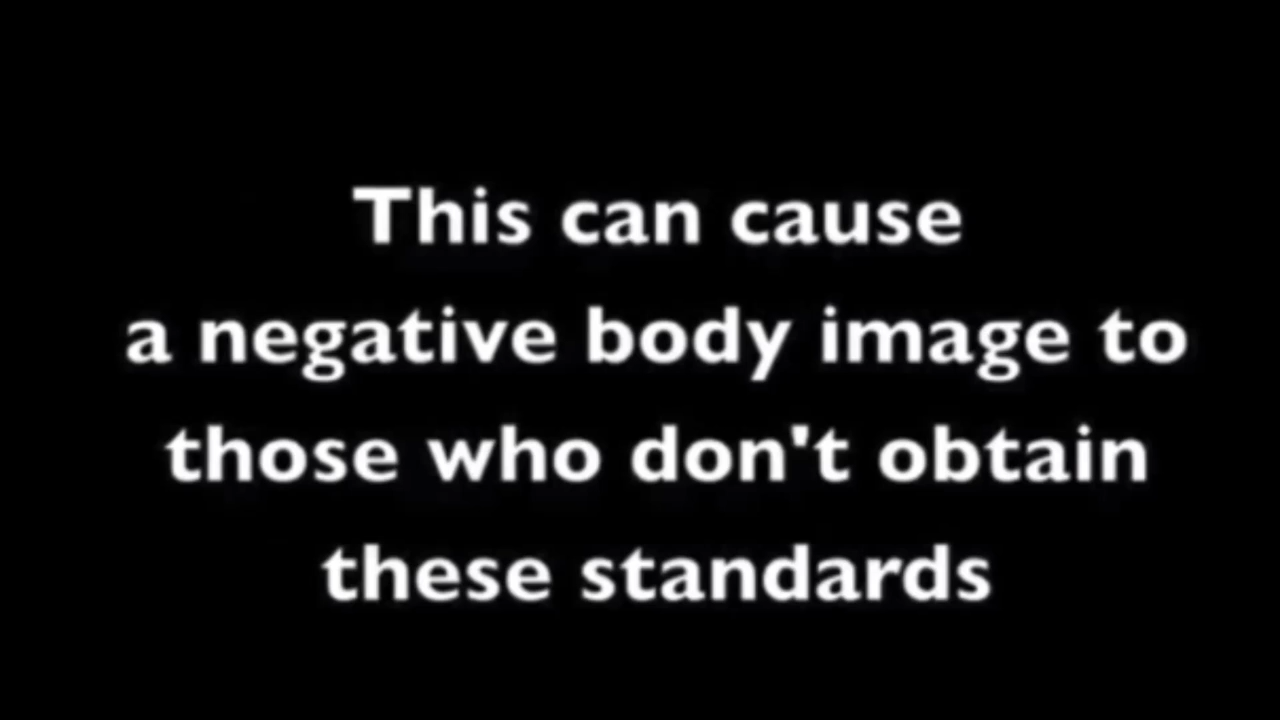 This can cause
a negative body image to
those who don't obtain
these standards